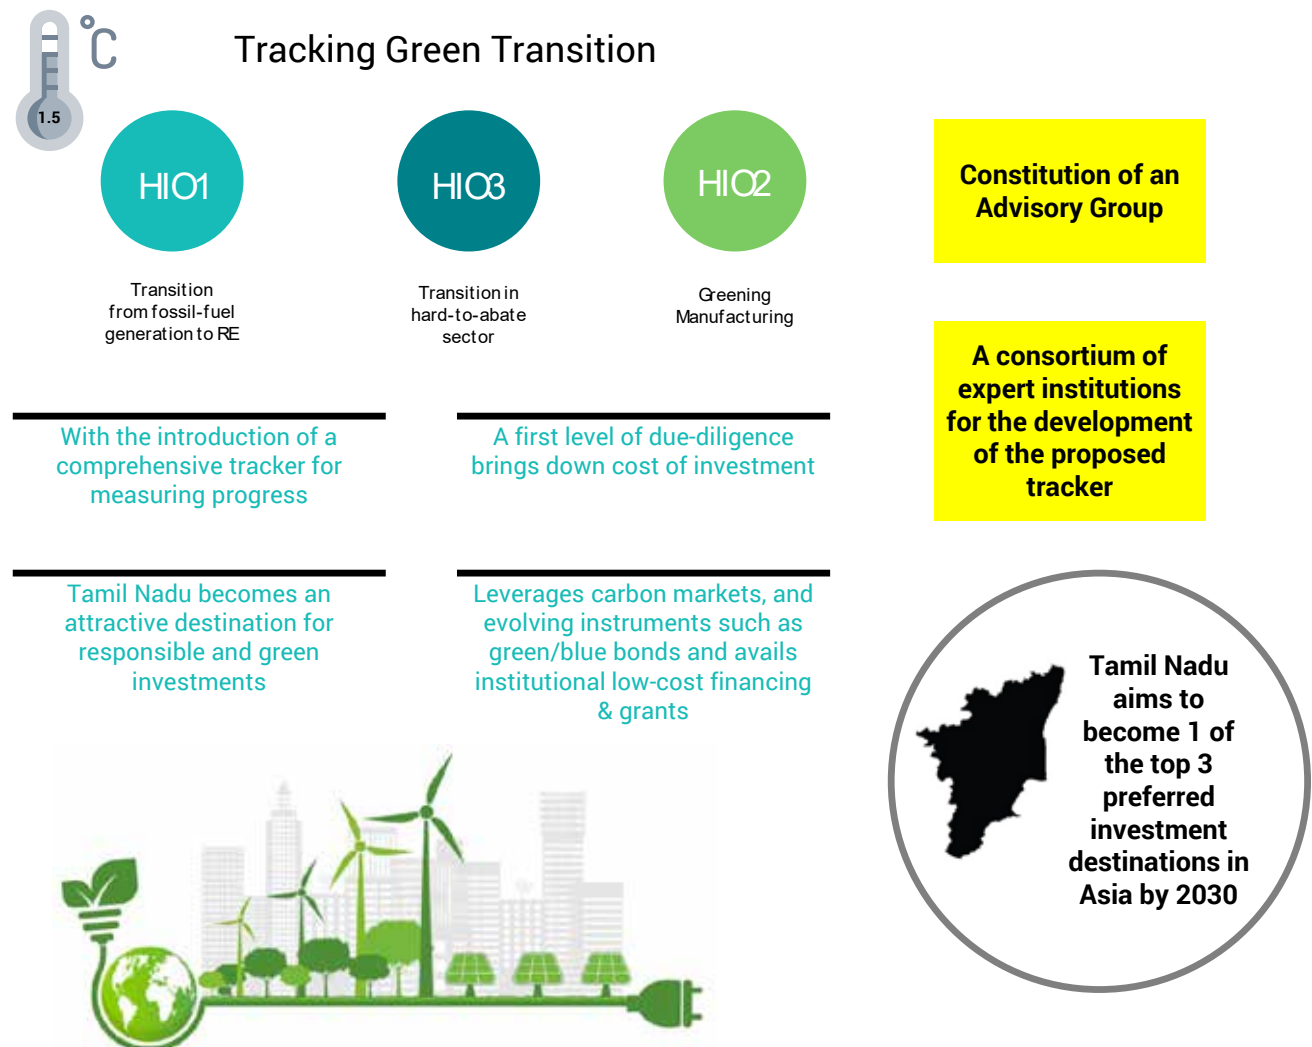 °C
1.5
Tracking Green Transition
HIO1
HIO3
HIO2
Transition
from fossil-fuel
generation to RE
Transition in
hard-to-abate
sector
Greening
Manufacturing
With the introduction of a
comprehensive tracker for
measuring progress
A first level of due-diligence
brings down cost of investment
Tamil Nadu becomes an
attractive destination for
responsible and green
investments
Leverages carbon markets, and
evolving instruments such as
green/blue bonds and avails
institutional low-cost financing
& grants
Constitution of an
Advisory Group
A consortium of
expert institutions
for the development
of the proposed
tracker
Tamil Nadu
aims to
become 1 of
the top 3
preferred
investment
destinations in
Asia by 2030